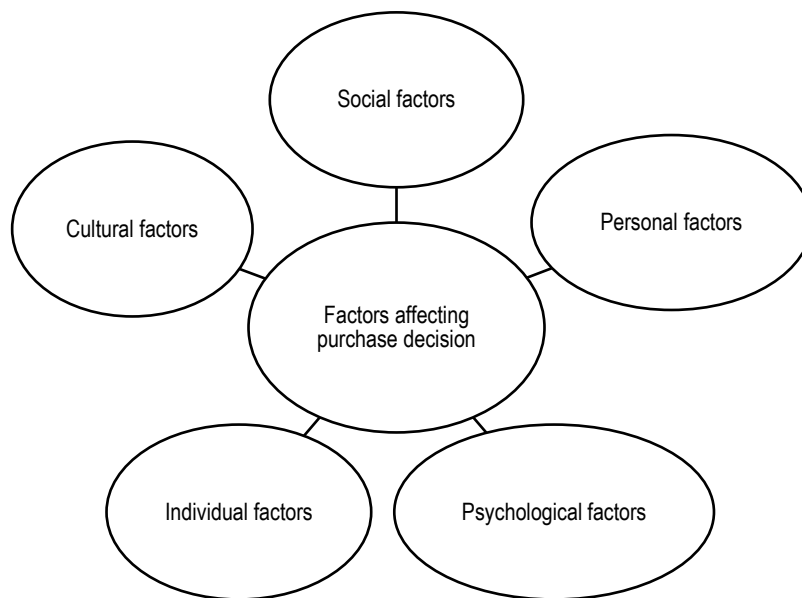 Social factors
Cultural factors
Personal factors
Factors affecting
purchase decision
Individual factors
Psychological factors